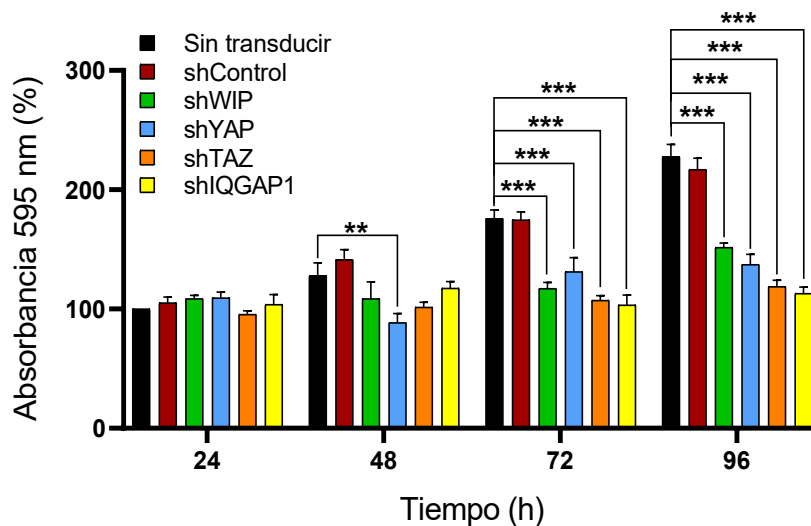 Sin transducir
shControl
shWIP
shYAP
shTAZ
shIQGAP1
Absorbancia 595 nm (%)
300
200
100
0
**
***
***
***
***
***
***
***
***
24
48
72
96
Tiempo (h)